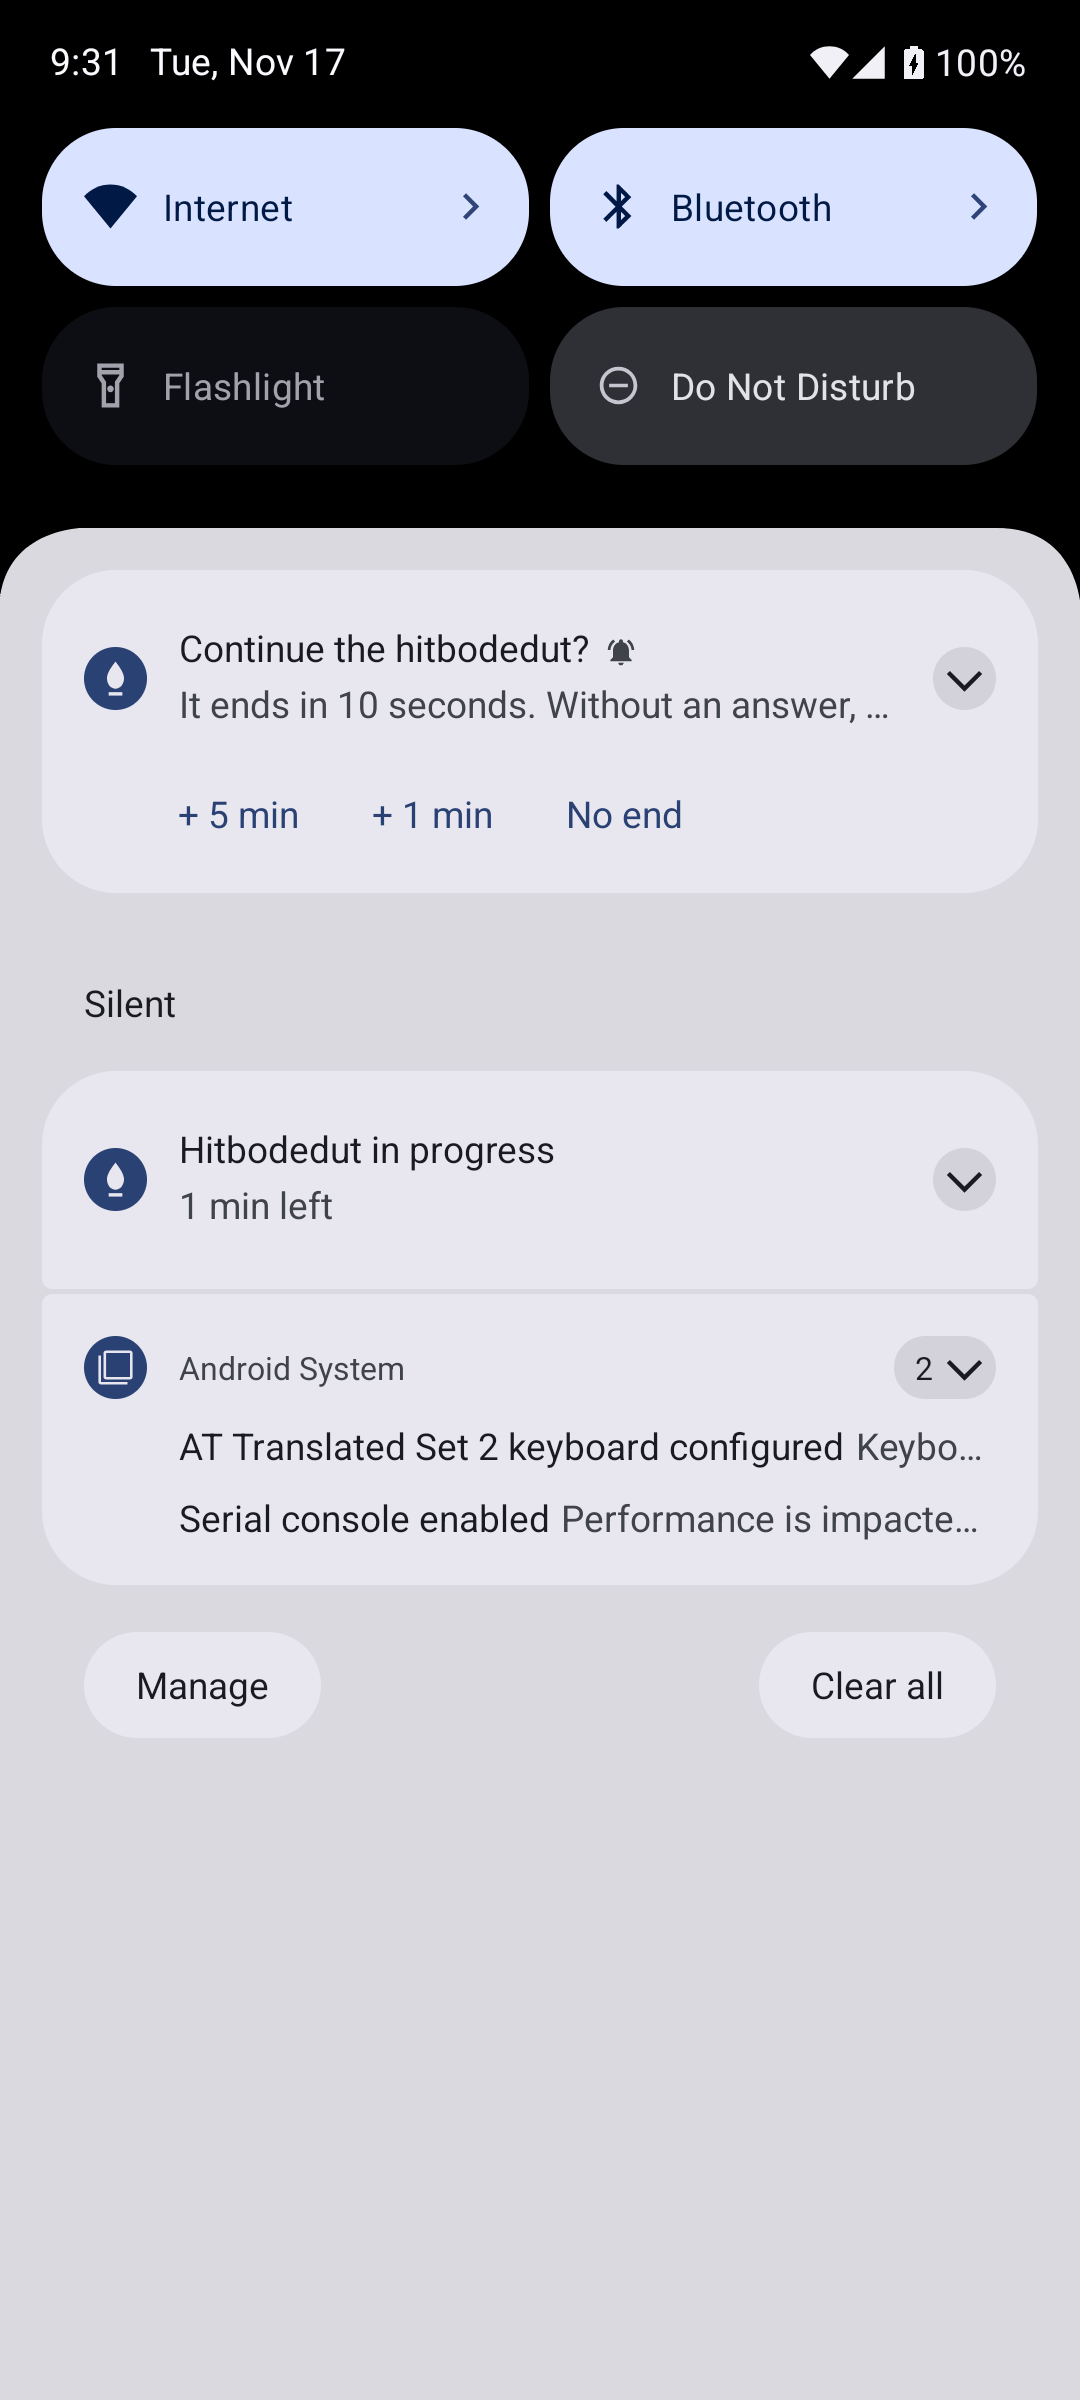 9:31 Tue, Nov 17 100%
Internet
Bluetooth
Flashlight
Do Not Disturb
Continue the hitbodedut?
It ends in 10 seconds. Without an answer, …
+ 5 min + 1 min No end
Silent
Hitbodedut in progress
1 min left
Android System 2
AT Translated Set 2 keyboard configured Keybo…
Serial console enabled Performance is impacte…
Manage Clear all